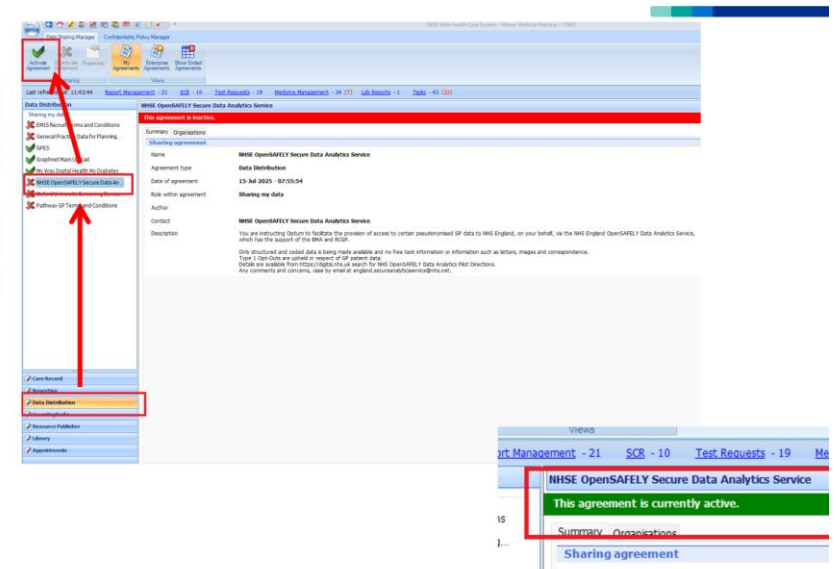 EMIS Web Health Care System
Data Sharing Manager Confidentiality Policy Manager
Activate Agreement
Properties
My Agreements
Enterprise Agreements
Show Ended Agreements
Sharing
Views
Last 11:43:44 Report Management - 21 SCR - 10 Test Requests - 19 Medicine Management - 34 (7) Lab Reports - 1 Tasks - 43 (23)
Data Distribution
Sharing my data
EMIS Recruit Terms and Conditions
General Practice Data for Planning...
GPES
Graphnet Main Upload
My Way Digital Health My Diabetes
NHSE OpenSAFELY Secure Data An...
Pathway GP Terms and Conditions
Care Record
Reporting
Data Distribution
Resource Publisher
Library
Appointments
NHSE OpenSAFELY Secure Data Analytics Service
This agreement is inactive.
Summary Organisations
Sharing agreement
Name NHSE OpenSAFELY Secure Data Analytics Service
Agreement type Data Distribution
Date of agreement 15-Jul-2025 - 07:55:54
Role within agreement Sharing my data
Author
Contact NHSE OpenSAFELY Secure Data Analytics Service
Description You are instructing Optum to facilitate the provision of access to certain pseudonymised GP data to NHS England, on your behalf, via the NHS England OpenSAFELY Data Analytics Service,
which has the support of the BMA and RCGP.
Only structured and coded data is being made available and no free text information or information such as letters, images and correspondence.
Type 1 Opt-Outs are upheld in respect of GP patient data.
Details are available from https://digital.nhs.uk search for NHS OpenSAFELY Data Analytics Pilot Directions.
Any comments and concerns, raise by email at england.secureanalyticsservice@nhs.net.
Views
ort Management - 21 SCR - 10 Test Requests - 19 Me
NHSE OpenSAFELY Secure Data Analytics Service
This agreement is currently active.
Summary Organisations
Sharing agreement